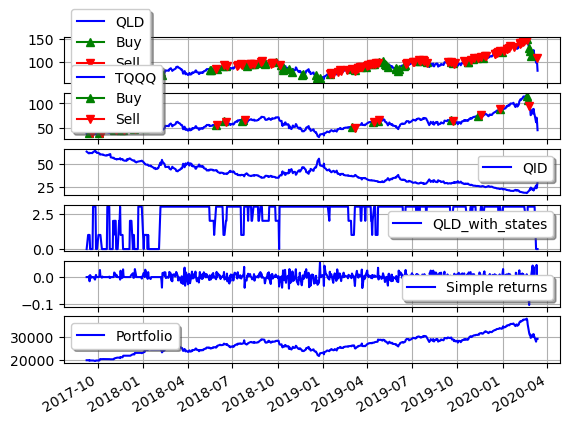 QLD
Buy
Sell
150
100
TQQQ
Buy
Sell
100
50
50
25
QID
2.5
0.0
QLD_with_states
0.0
−0.1
Simple returns
30000
20000
Portfolio
2017-10
2018-01
2018-04
2018-07
2018-10
2019-01
2019-04
2019-07
2019-10
2020-01
2020-04